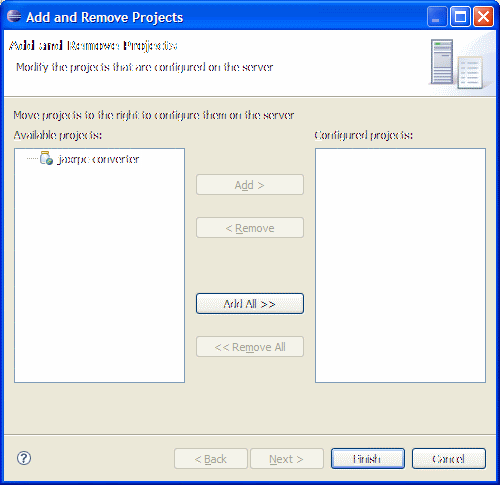 Add and Remove Projects
Add and Remove Projects
Modify the projects that are configured on the server
Move projects to the right to configure them on the server
Available projects:
Configured projects:
jaxrpc-converter
Add >
< Remove
Add All >>
<< Remove All
?
< Back
Next >
Finish
Cancel